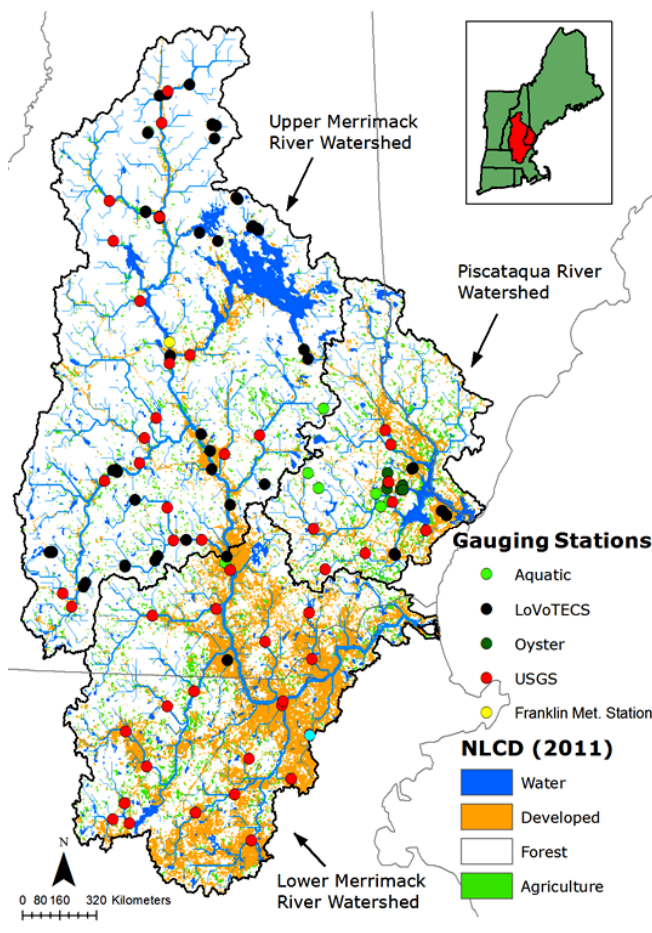 Upper Merrimack
River Watershed
Piscataqua River
Watershed
Gauging Stations
Aquatic
LoVoTECS
Oyster
USGS
Franklin Met. Station
NLCD (2011)
Water
Developed
Forest
Agriculture
Lower Merrimack
River Watershed
N
0 80 160 320 Kilometers